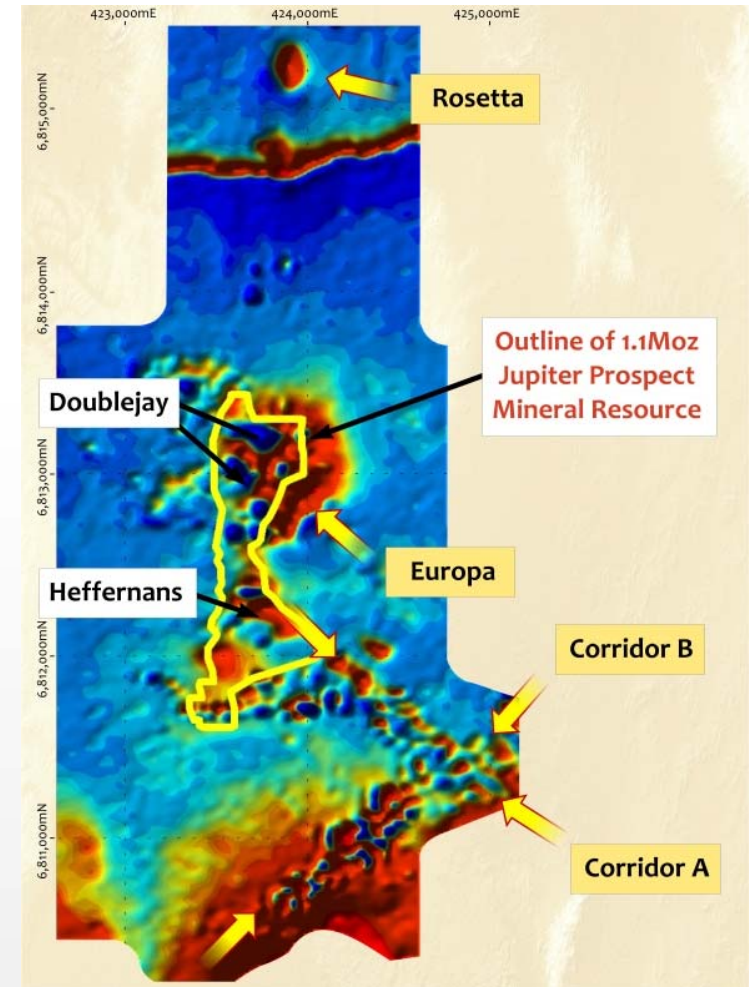 423,000mE
424,000mE
425,000mE
6,815,000mN
Rosetta
6,814,000mN
Outline of 1.1Moz
Jupiter Prospect
Mineral Resource
Doublejay
6,813,000mN
Europa
Heffernans
6,812,000mN
Corridor B
6,811,000mN
Corridor A